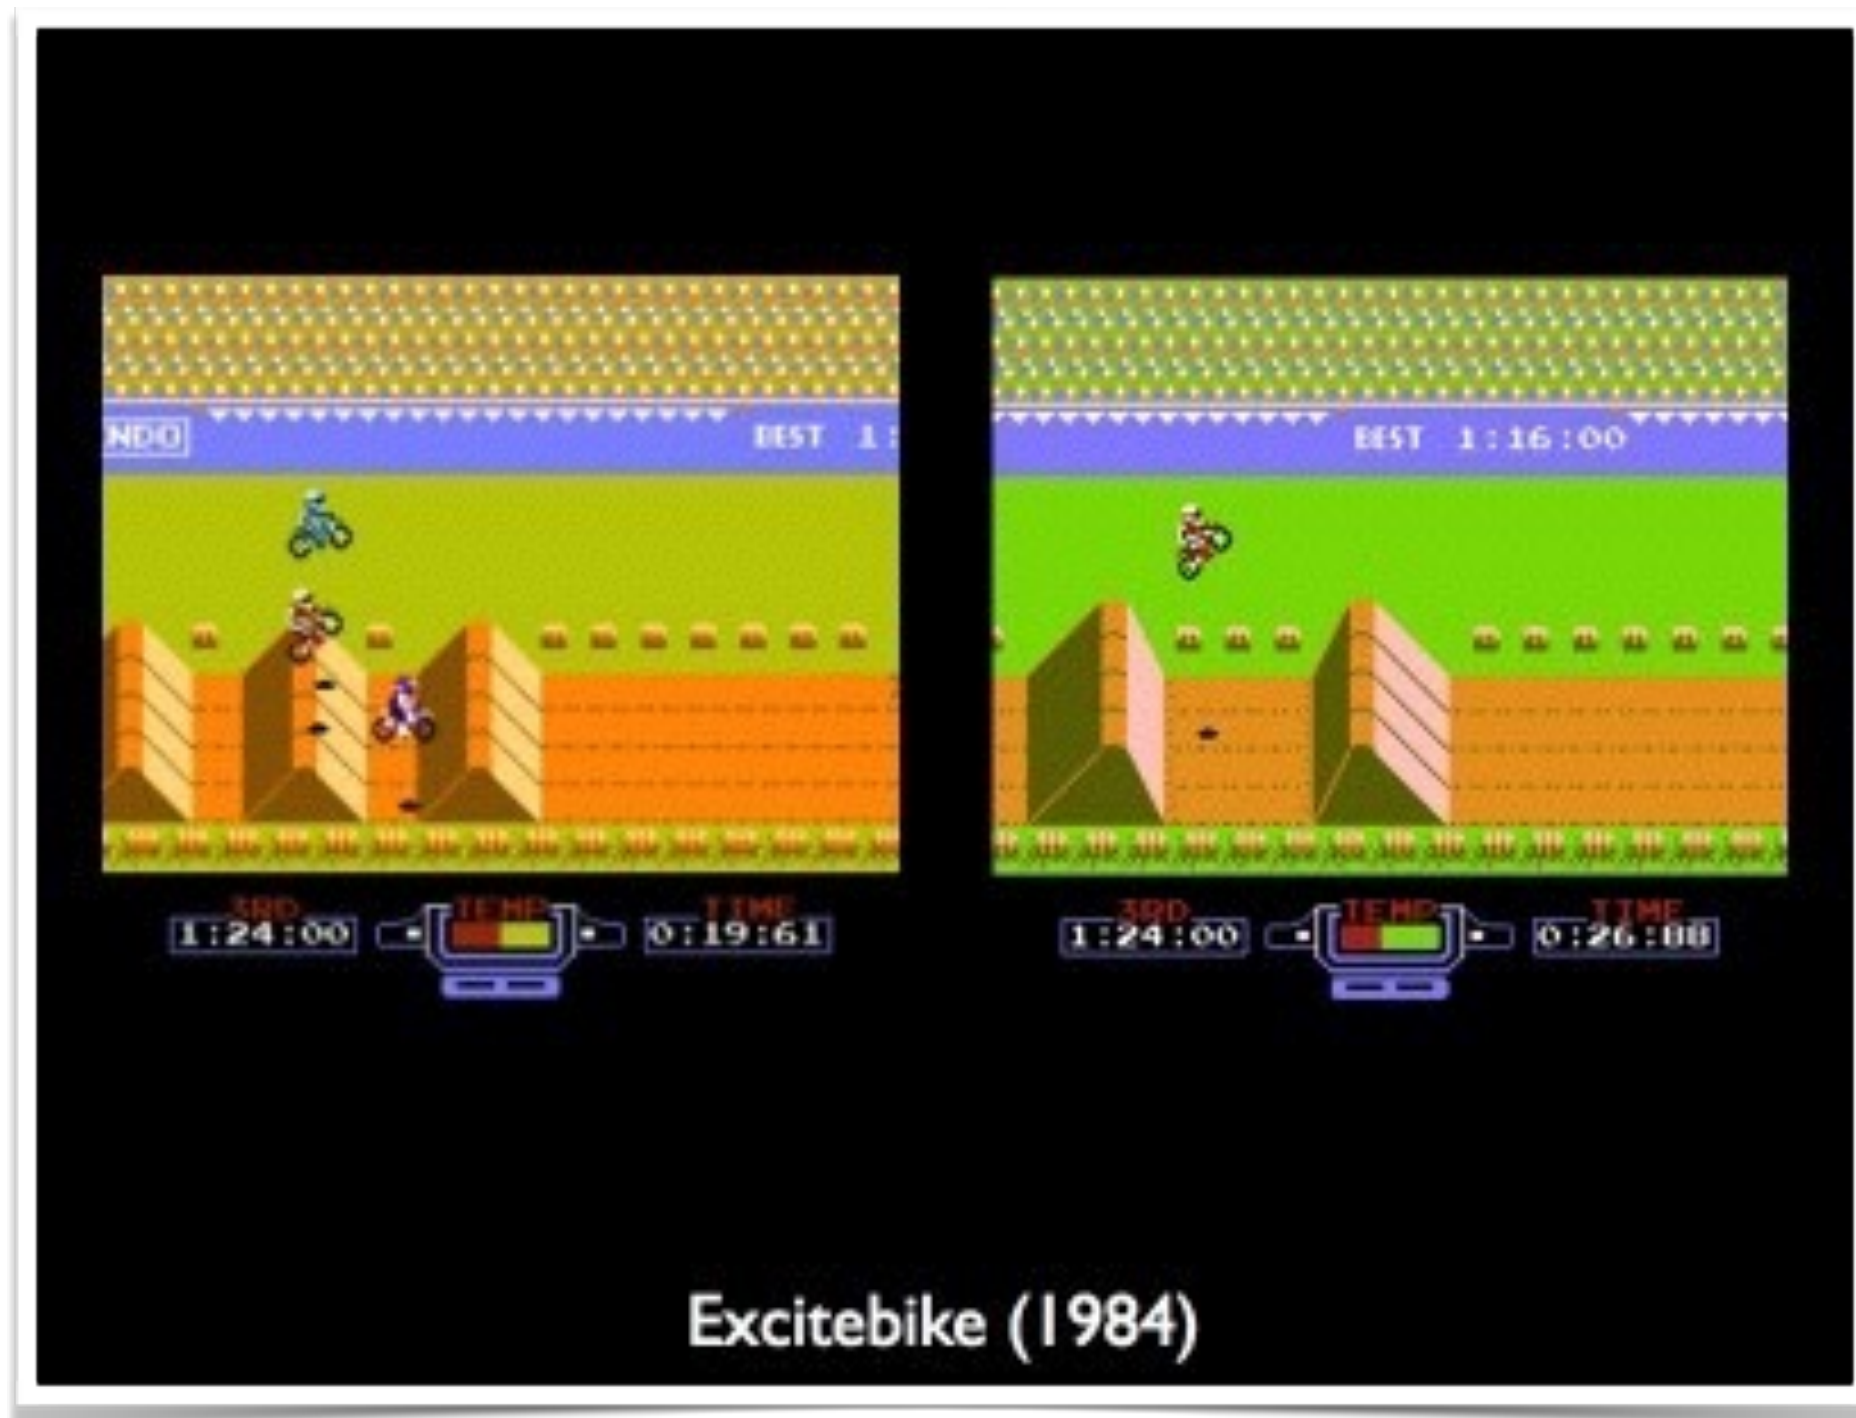 NDO
BEST 1:
3RD
TEMP
TIME
1:24:00
0:19:61
BEST 1:16:00
3RD
TEMP
TIME
1:24:00
0:26:88
Excitebike (1984)